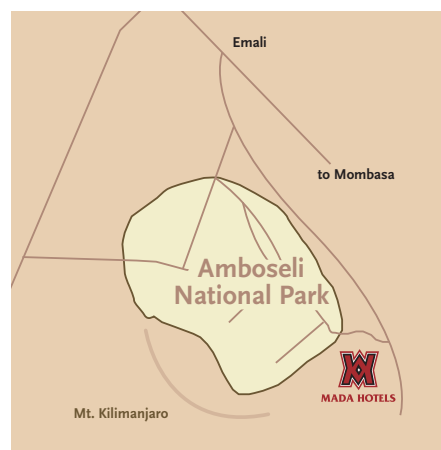 Emali
to Mombasa
Amboseli
National Park
MADA HOTELS
Mt. Kilimanjaro